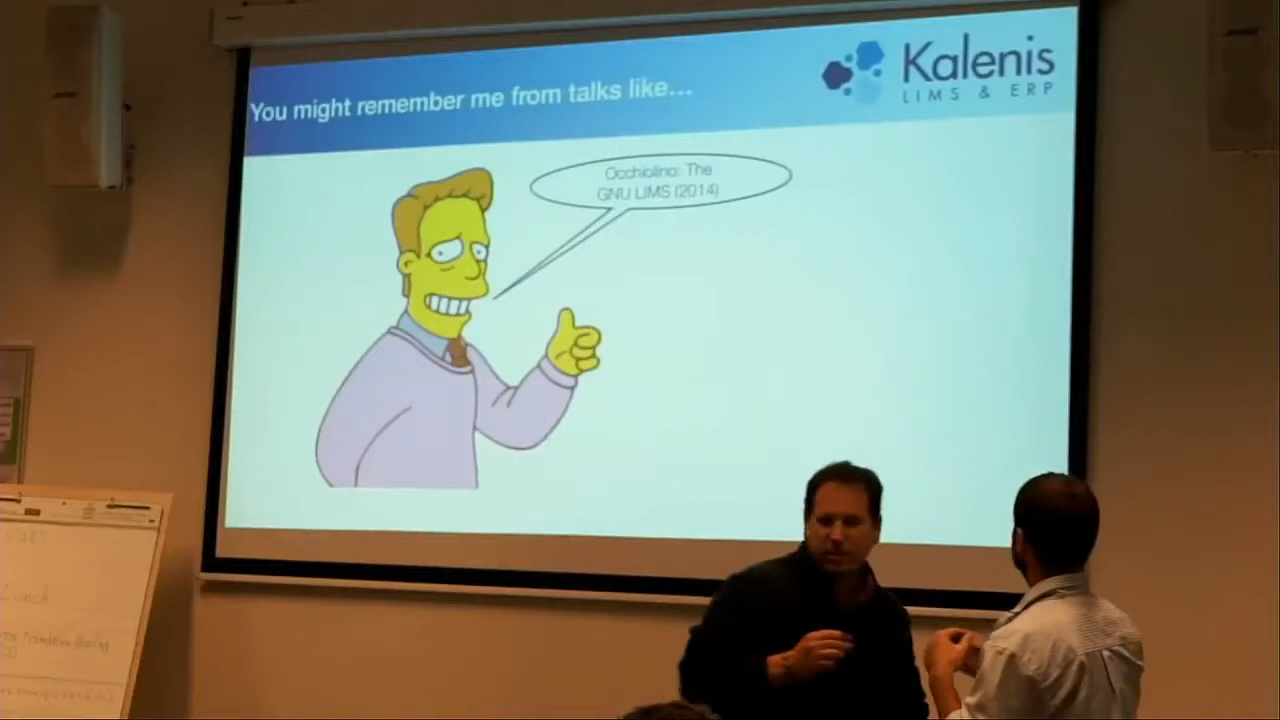 You might remember me from talks like...
Kalenis
LIMS & ERP
Occhiolino: The
GNU LIMS (2014)